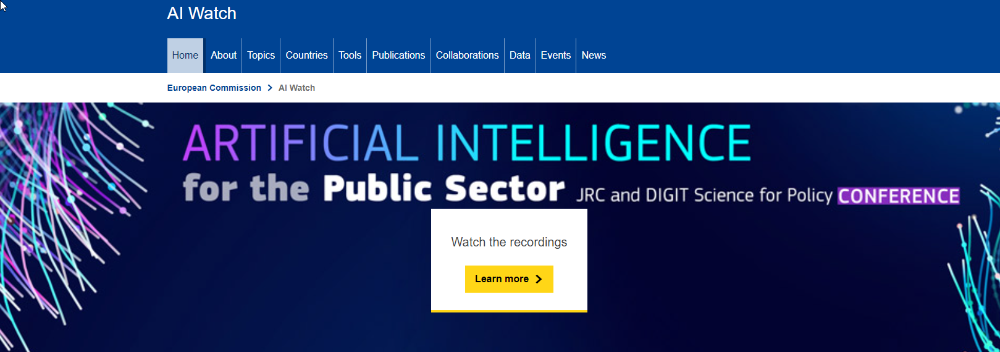 AI Watch
Home About Topics Countries Tools Publications Collaborations Data Events News
European Commission > AI Watch
ARTIFICIAL INTELLIGENCE
for the Public Sector JRC and DIGIT Science for Policy CONFERENCE
Watch the recordings
Learn more >